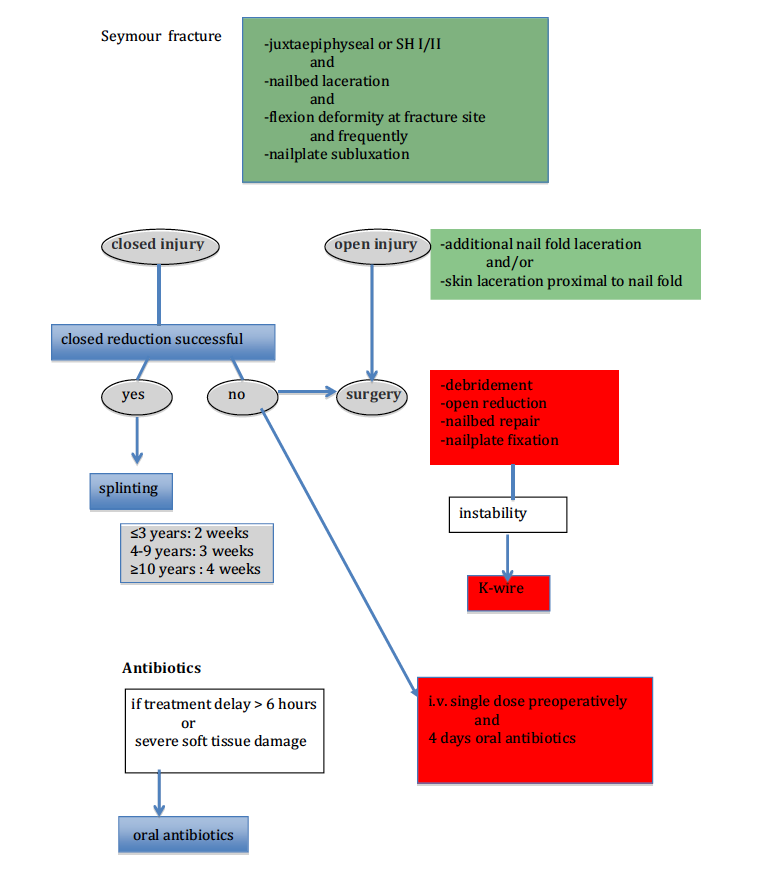 Seymour fracture
-juxtaepiphyseal or SH I/II
and
-nailbed laceration
and
-flexion deformity at fracture site
and frequently
-nailplate subluxation
closed injury
open injury
-additional nail fold laceration
and/or
-skin laceration proximal to nail fold
closed reduction successful
yes
no
surgery
-debridement
-open reduction
-nailbed repair
-nailplate fixation
splinting
instability
≤3 years: 2 weeks
4-9 years: 3 weeks
≥10 years : 4 weeks
K-wire
Antibiotics
if treatment delay > 6 hours
or
severe soft tissue damage
i.v. single dose preoperatively
and
4 days oral antibiotics
oral antibiotics